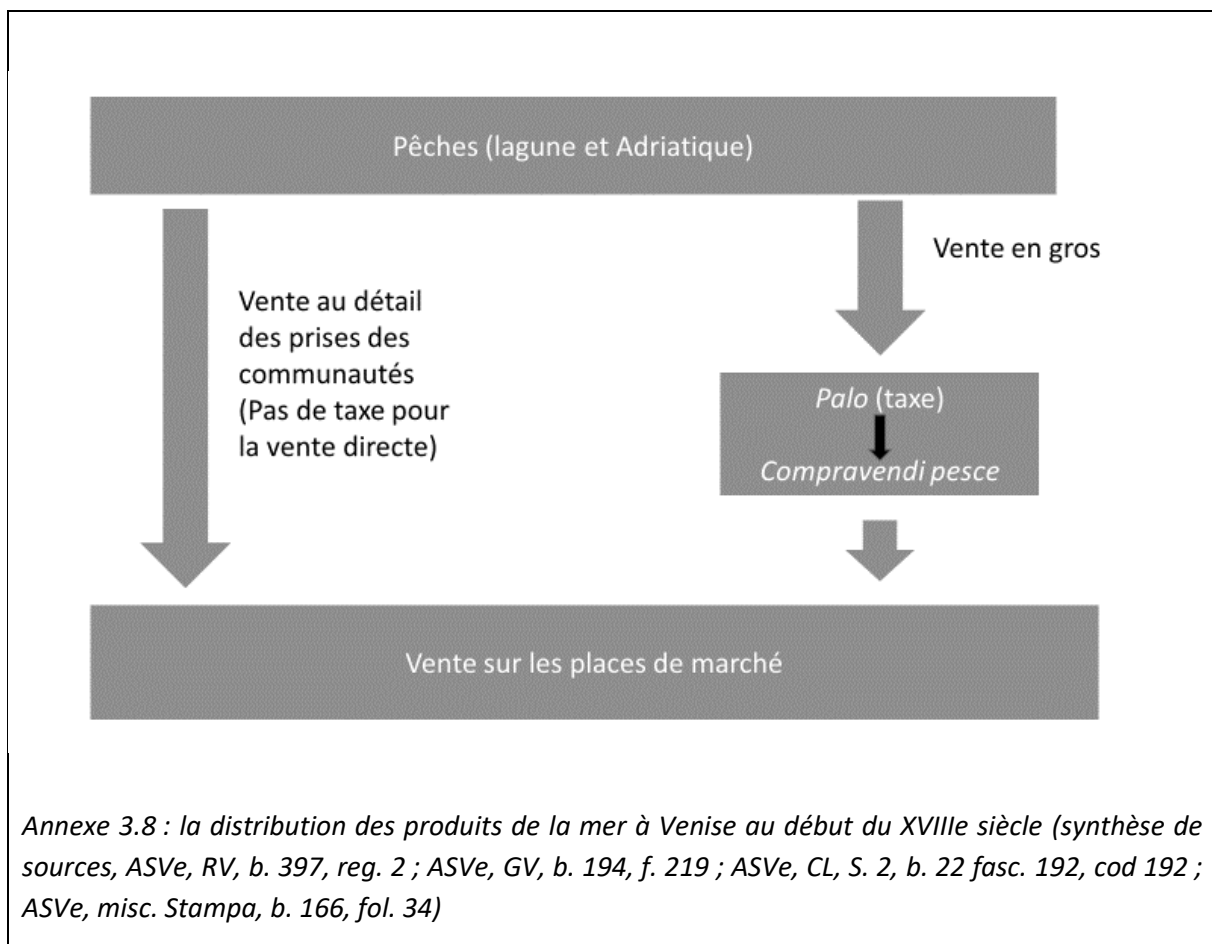 Pêches (lagune et Adriatique)
Vente en gros
Vente au détail
des prises des
communautés
(Pas de taxe pour
la vente directe)
Palo (taxe)
Compravendi pesce
Vente sur les places de marché
Annexe 3.8 : la distribution des produits de la mer à Venise au début du XVIIIe siècle (synthèse de
sources, ASVe, RV, b. 397, reg. 2 ; ASVe, GV, b. 194, f. 219 ; ASVe, CL, S. 2, b. 22 fasc. 192, cod 192 ;
ASVe, misc. Stampa, b. 166, fol. 34)